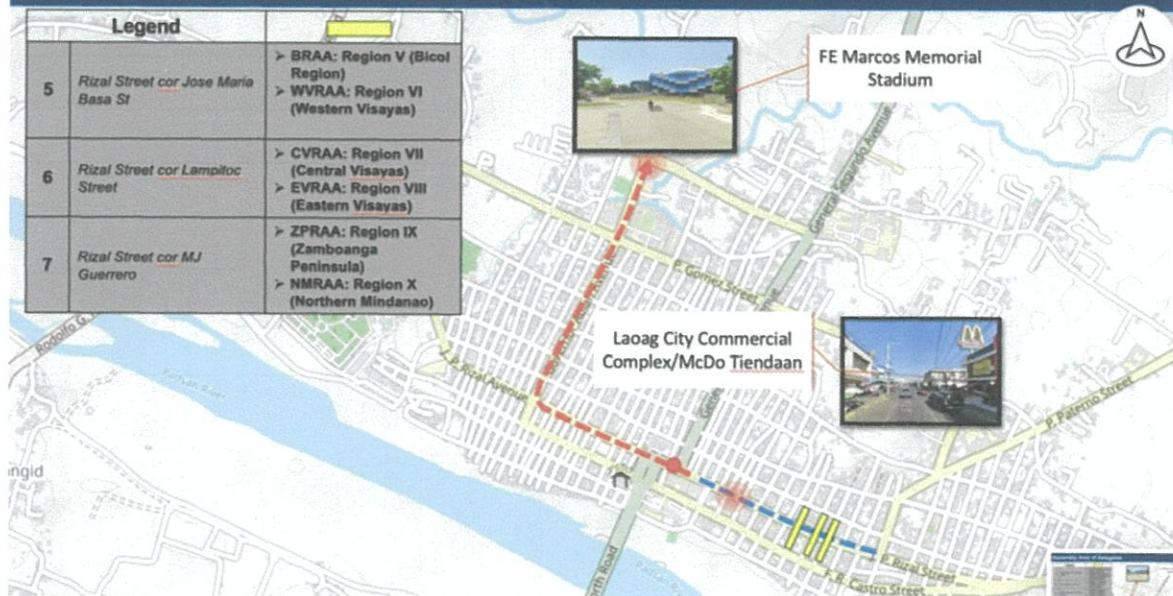 Legend
5
Rizal Street cor Jose Maria
Basa St
➢ BRAA: Region V (Bicol
Region)
➢ WVRAA: Region VI
(Western Visayas)
6
Rizal Street cor Lampitoc
Street
➢ CVRAA: Region VII
(Central Visayas)
➢ EVRAA: Region VIII
(Eastern Visayas)
7
Rizal Street cor MJ
Guerrero
➢ ZPRAA: Region IX
(Zamboanga
Peninsula)
➢ NMRAA: Region X
(Northern Mindanao)
N
FE Marcos Memorial
Stadium
General Segundo Avenue
P. Gomez Street
Laoag City Commercial
Complex/McDo Tiendaan
Rodolfo G.
Padsan River
J. P. Rizal Avenue
P. Paterno Street
angid
P. Rizal Street
F. R. Castro Street
orth Road